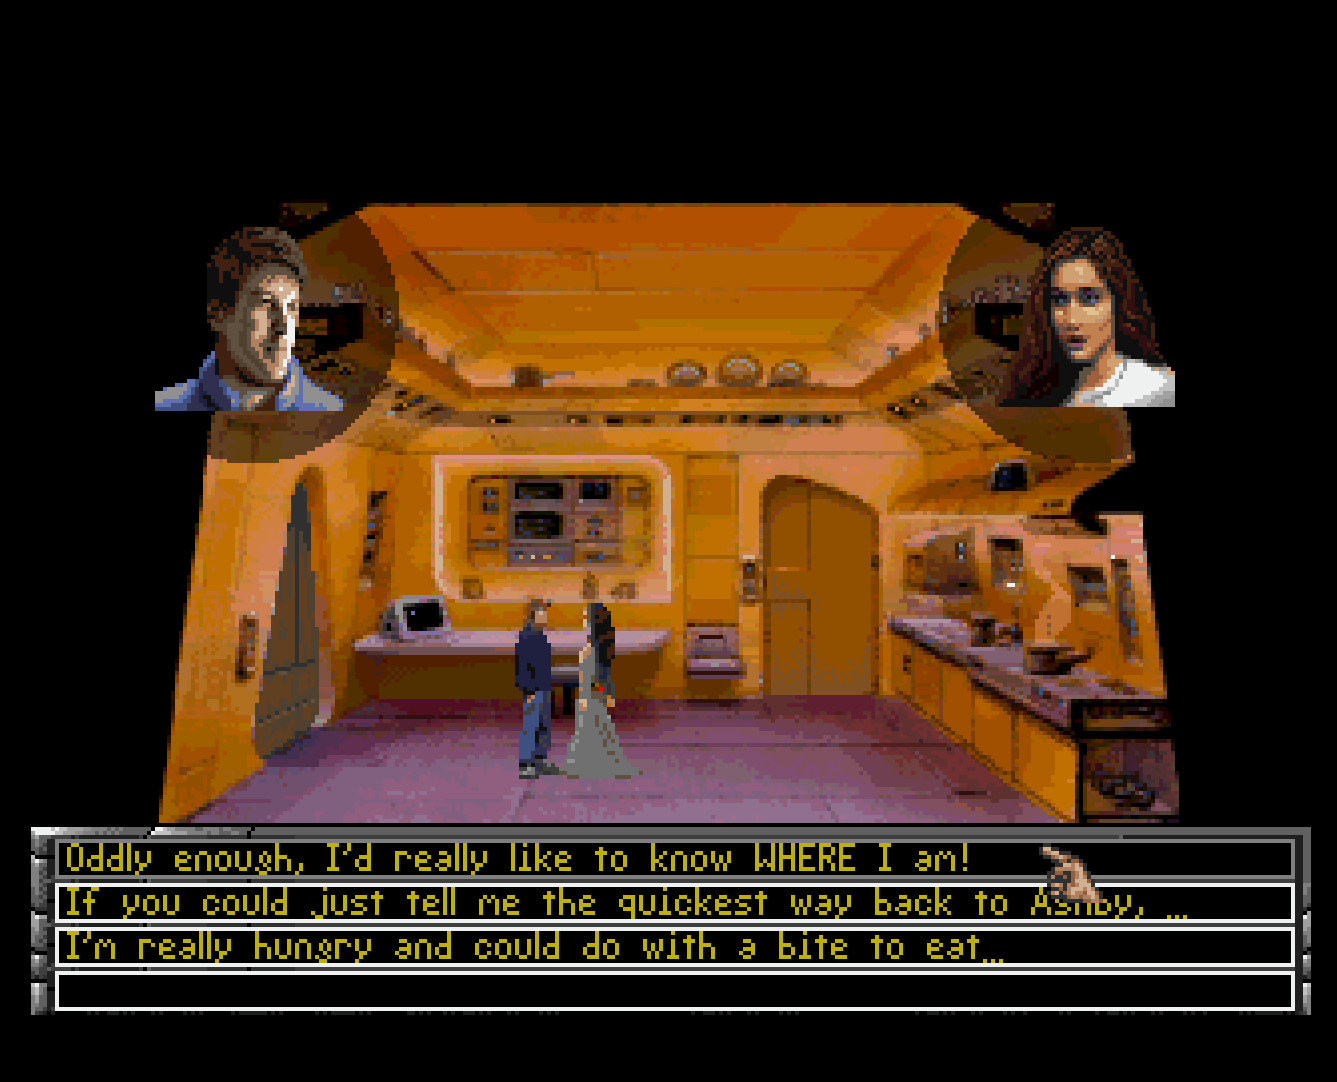 Oddly enough, I'd really like to know WHERE I am!
If you could just tell me the quickest way back to Ashby, ...
I'm really hungry and could do with a bite to eat...